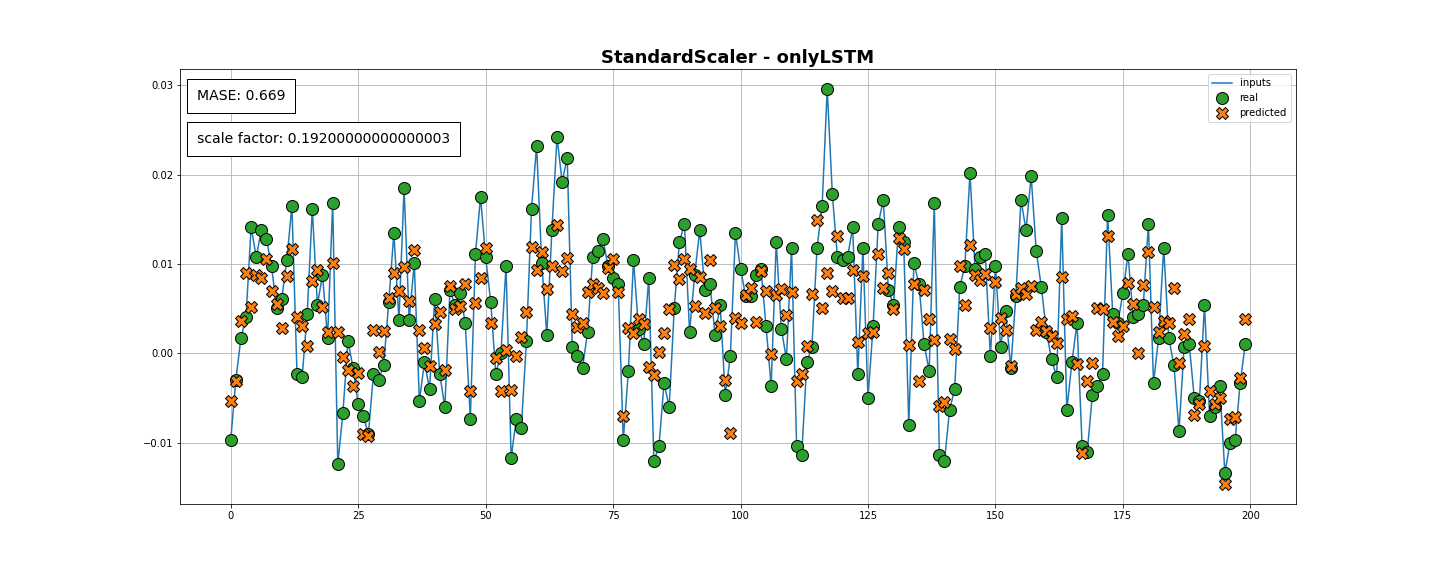 StandardScaler - onlyLSTM
MASE: 0.669
scale factor: 0.19200000000000003
inputs
real
predicted
0.03
0.02
0.01
0.00
−0.01
0 25 50 75 100 125 150 175 200